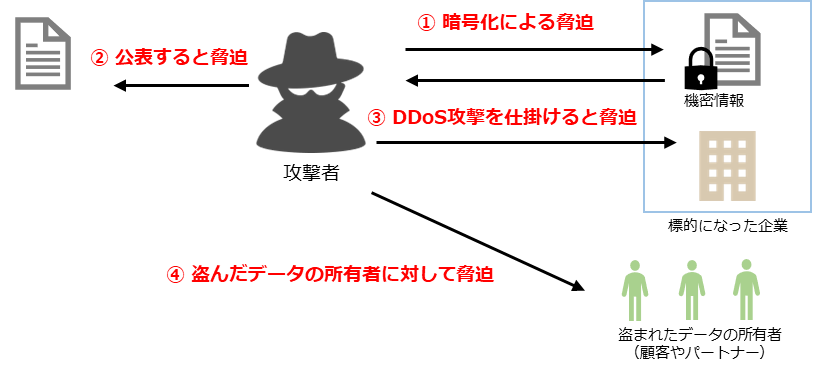 ① 暗号化による脅迫
② 公表すると脅迫
機密情報
③ DDoS攻撃を仕掛けると脅迫
攻撃者
標的になった企業
④ 盗んだデータの所有者に対して脅迫
盗まれたデータの所有者
（顧客やパートナー）